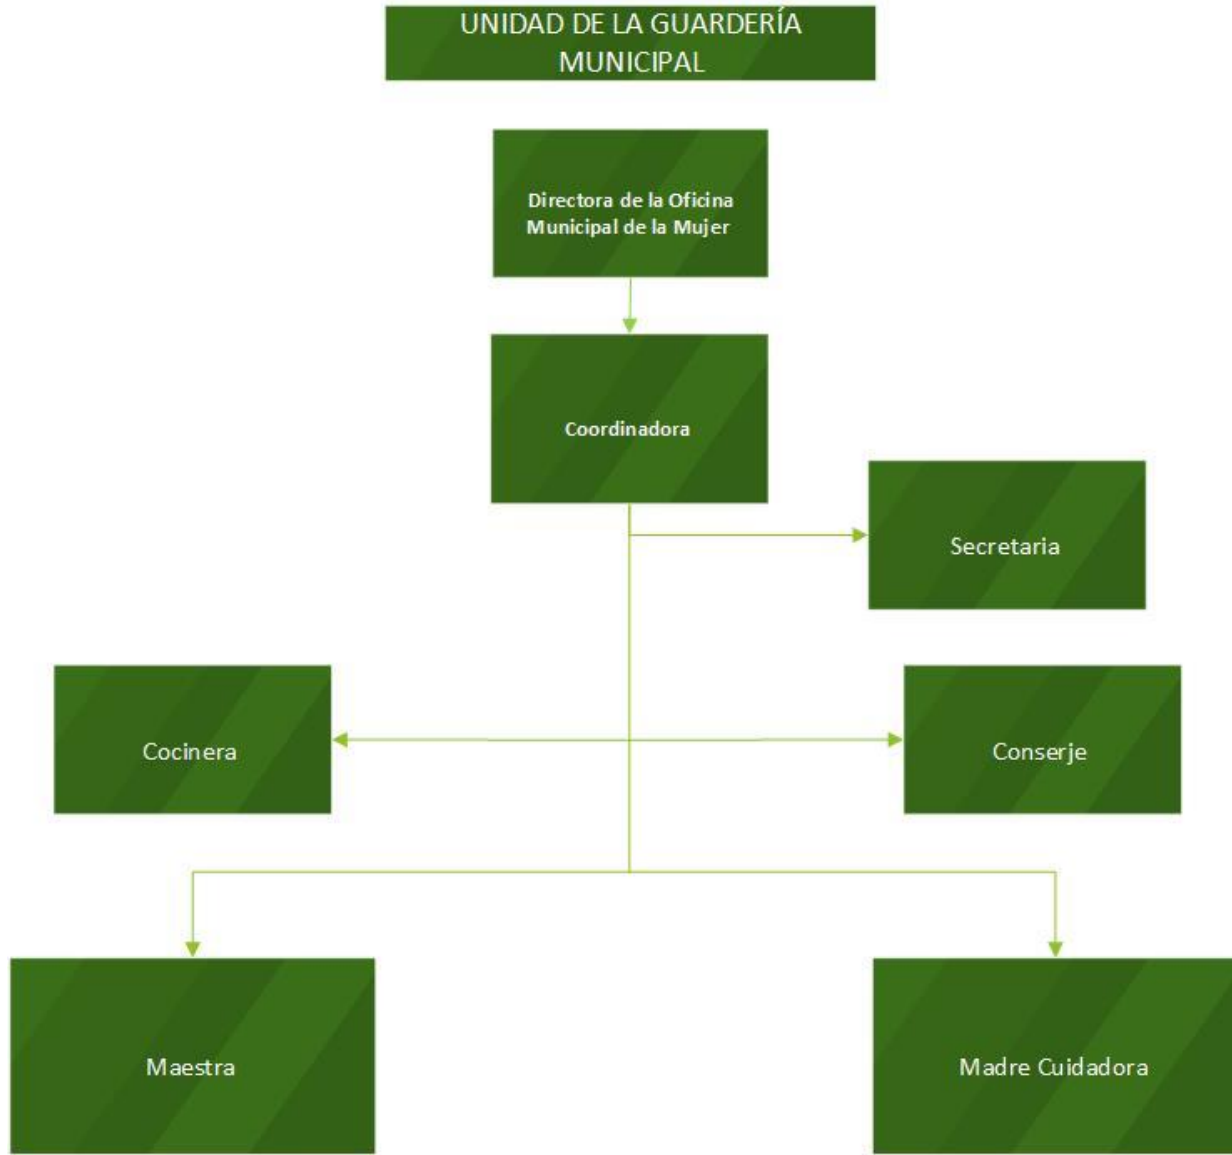 UNIDAD DE LA GUARDERÍA
MUNICIPAL
Directora de la Oficina
Municipal de la Mujer
Coordinadora
Secretaria
Cocinera
Conserje
Maestra
Madre Cuidadora